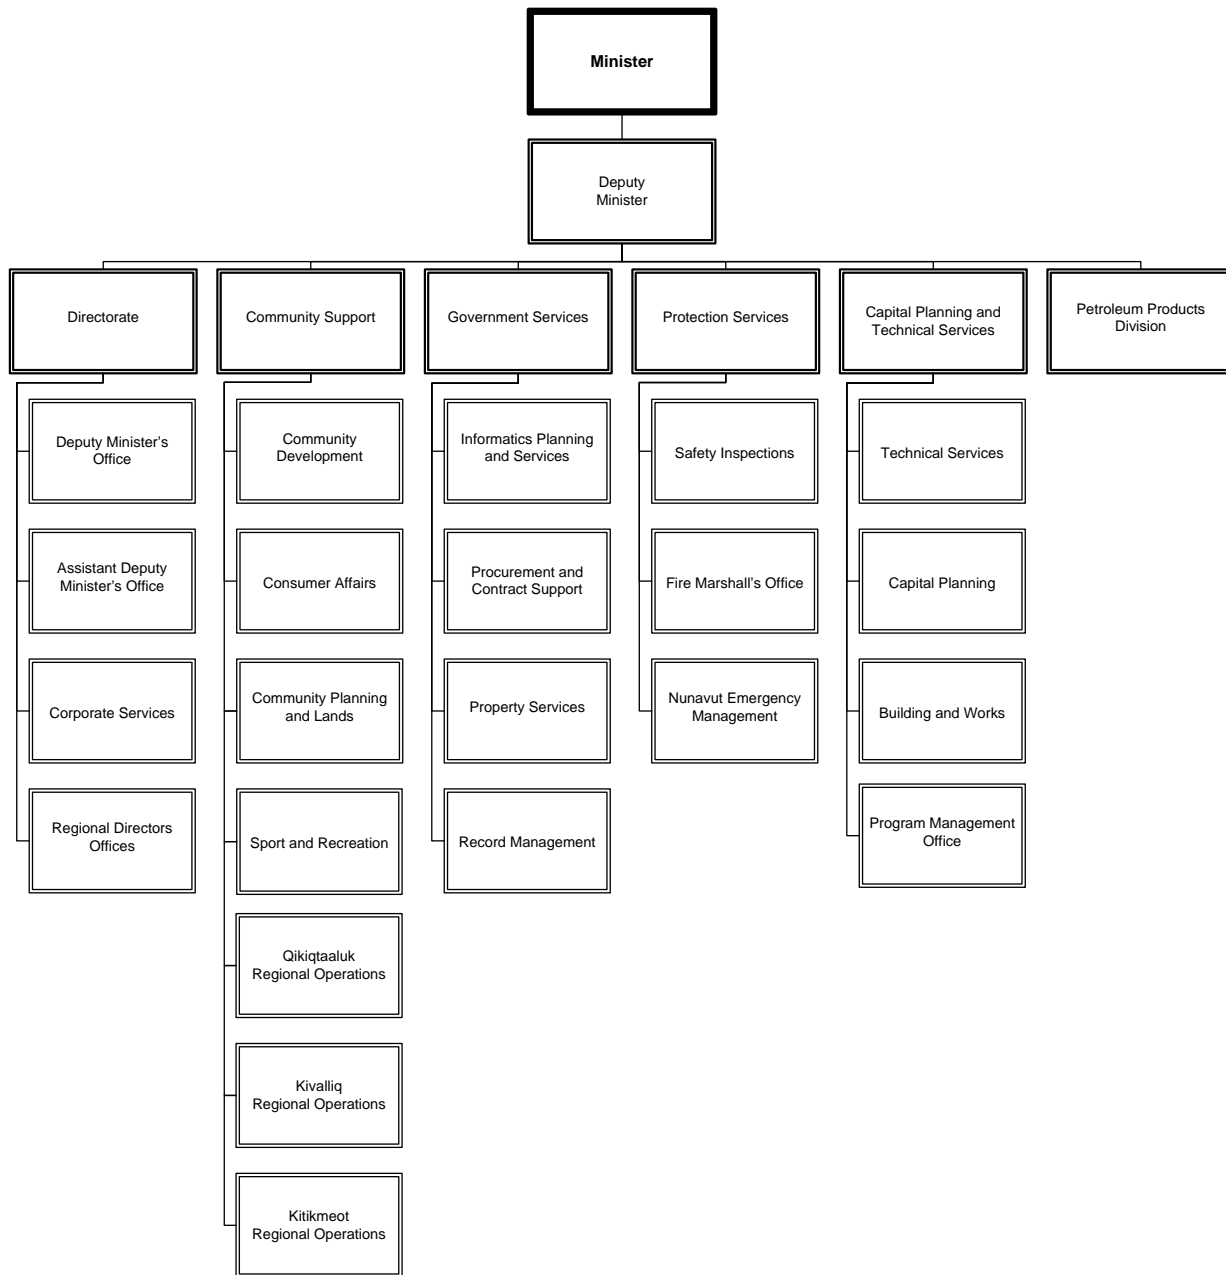 Minister
Deputy
Minister
Directorate
Community Support
Government Services
Protection Services
Capital Planning and
Technical Services
Petroleum Products
Division
Deputy Minister's
Office
Assistant Deputy
Minister's Office
Corporate Services
Regional Directors
Offices
Community
Development
Consumer Affairs
Community Planning
and Lands
Sport and Recreation
Qikiqtaaluk
Regional Operations
Kivalliq
Regional Operations
Kitikmeot
Regional Operations
Informatics Planning
and Services
Procurement and
Contract Support
Property Services
Record Management
Safety Inspections
Fire Marshall's Office
Nunavut Emergency
Management
Technical Services
Capital Planning
Building and Works
Program Management
Office